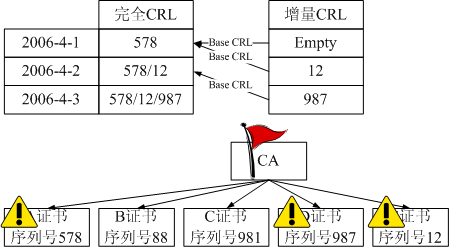 完全CRL
增量CRL
2006-4-1
578
Base CRL
Empty
Base CRL
2006-4-2
578/12
12
Base CRL
2006-4-3
578/12/987
987
CA
证书
序列号578
B证书
序列号88
C证书
序列号981
证书
序列号987
证书
序列号12